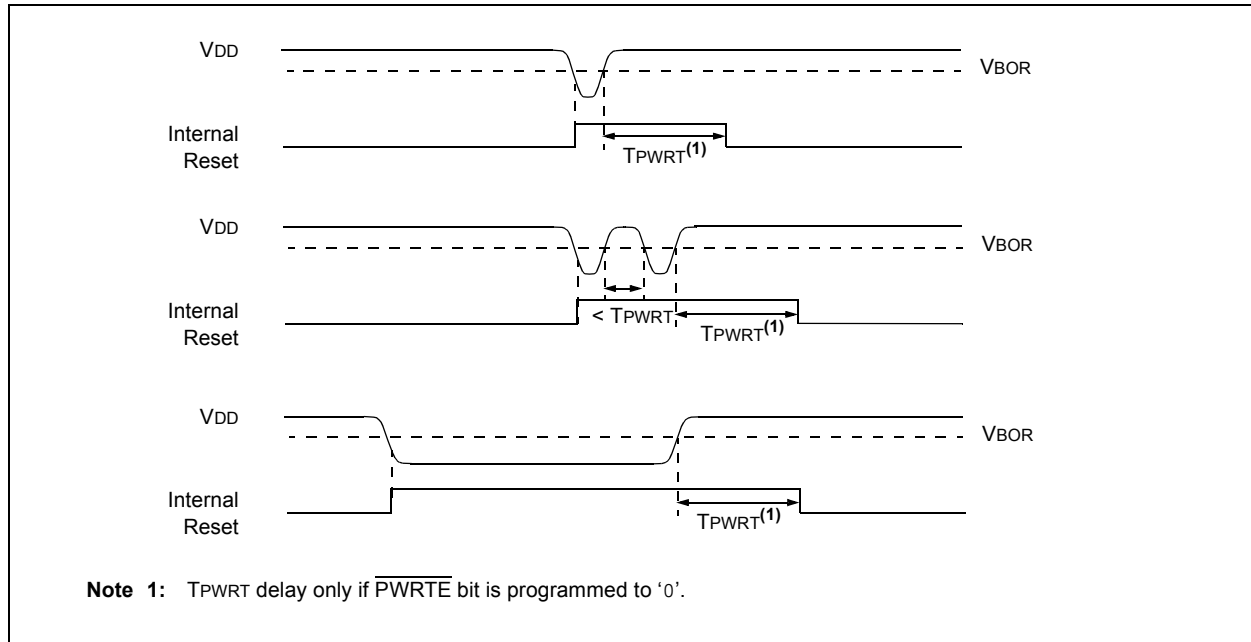 VDD
VBOR
Internal
Reset
TPWRT(1)
VDD
VBOR
Internal
Reset
< TPWRT
TPWRT(1)
VDD
VBOR
Internal
Reset
TPWRT(1)
Note 1: TPWRT delay only if PWRTE bit is programmed to ‘0’.